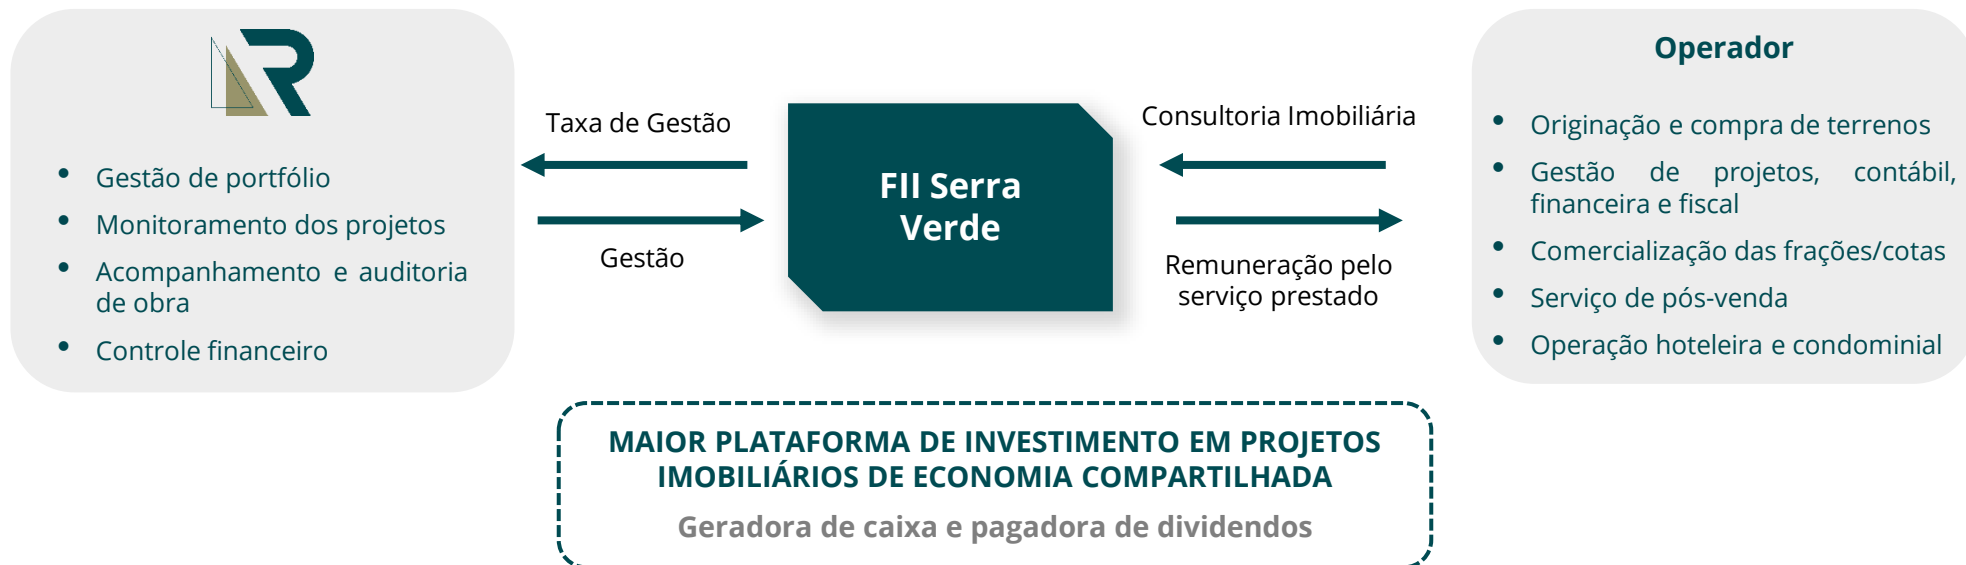 R
• Gestão de portfólio
• Monitoramento dos projetos
• Acompanhamento e auditoria
de obra
• Controle financeiro
Taxa de Gestão
Gestão
FII Serra
Verde
Consultoria Imobiliária
Remuneração pelo
serviço prestado
Operador
• Originação e compra de terrenos
• Gestão de projetos, contábil,
financeira e fiscal
• Comercialização das frações/cotas
• Serviço de pós-venda
• Operação hoteleira e condominial
MAIOR PLATAFORMA DE INVESTIMENTO EM PROJETOS
IMOBILIÁRIOS DE ECONOMIA COMPARTILHADA
Geradora de caixa e pagadora de dividendos